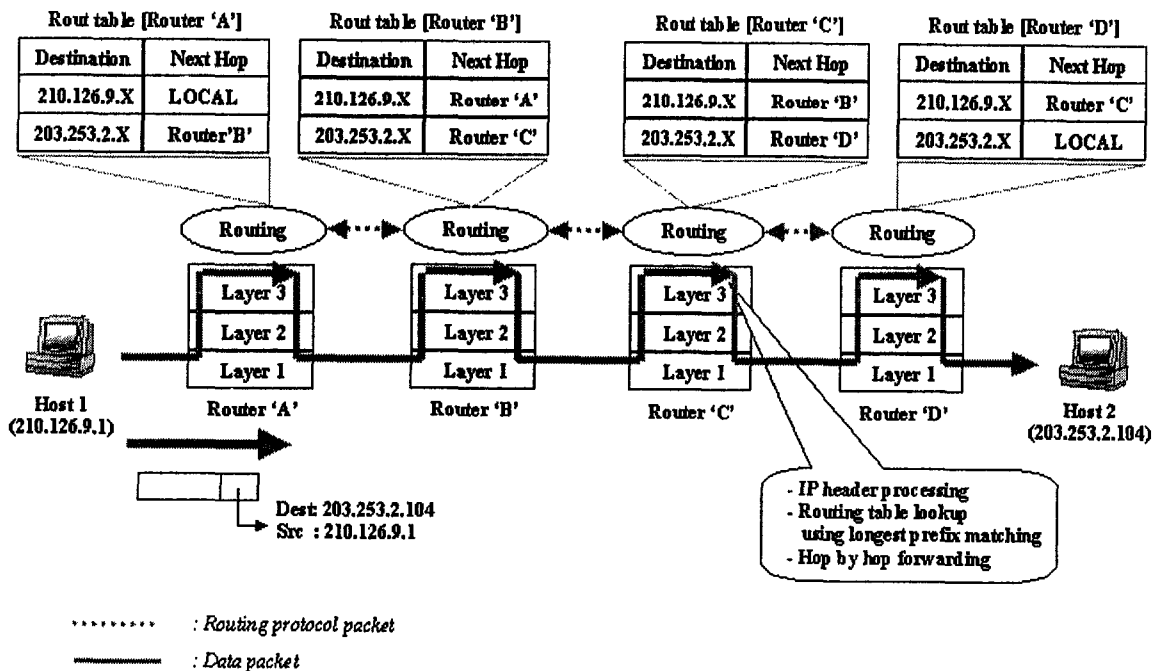 Rout table [Router ‘A’]
Destination Next Hop
210.126.9.X LOCAL
203.253.2.X Router'B'
Rout table [Router ‘B’]
Destination Next Hop
210.126.9.X Router ‘A’
203.253.2.X Router ‘C’
Rout table [Router ‘C’]
Destination Next Hop
210.126.9.X Router ‘B’
203.253.2.X Router ‘D’
Rout table [Router ‘D’]
Destination Next Hop
210.126.9.X Router ‘C’
203.253.2.X LOCAL
Routing Routing Routing Routing
Layer 3 Layer 3 Layer 3 Layer 3
Layer 2 Layer 2 Layer 2 Layer 2
Layer 1 Layer 1 Layer 1 Layer 1
Router ‘A’ Router ‘B’ Router ‘C’ Router ‘D’
Host 1
(210.126.9.1)
Host 2
(203.253.2.104)
Dest: 203.253.2.104
Src : 210.126.9.1
- IP header processing
- Routing table lookup
using longest prefix matching
- Hop by hop forwarding
: Routing protocol packet
: Data packet